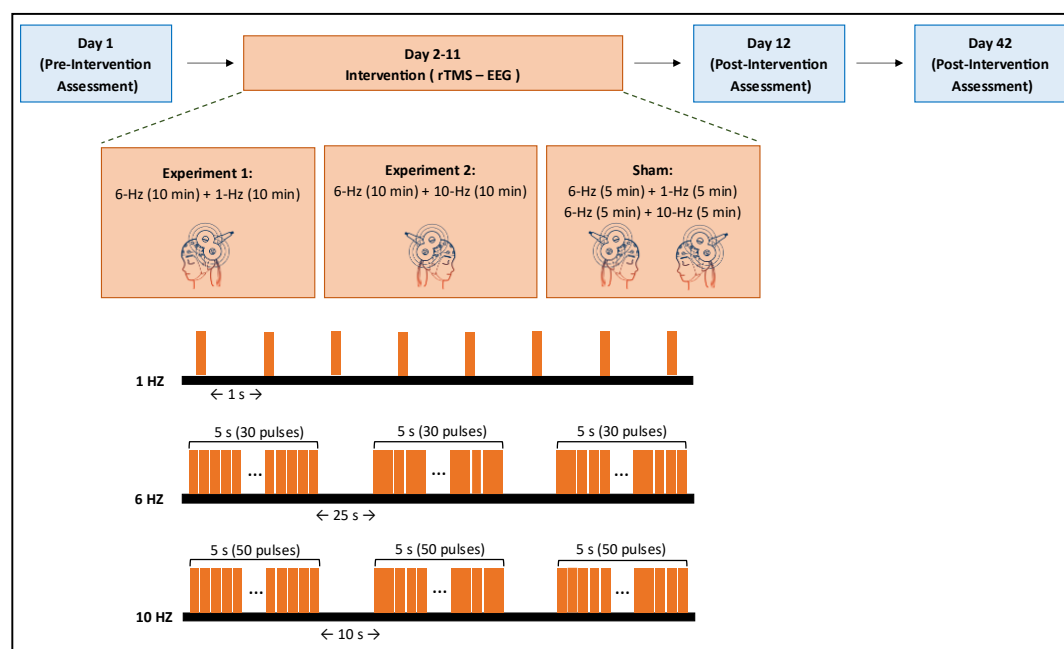 Day 1
(Pre-Intervention
Assessment)
Day 2-11
Intervention ( rTMS – EEG )
Day 12
(Post-Intervention
Assessment)
Day 42
(Post-Intervention
Assessment)
Experiment 1:
6-Hz (10 min) + 1-Hz (10 min)
Experiment 2:
6-Hz (10 min) + 10-Hz (10 min)
Sham:
6-Hz (5 min) + 1-Hz (5 min)
6-Hz (5 min) + 10-Hz (5 min)
1 HZ
← 1 s →
5 s (30 pulses) 5 s (30 pulses) 5 s (30 pulses)
... ... ...
6 HZ
← 25 s →
5 s (50 pulses) 5 s (50 pulses) 5 s (50 pulses)
... ... ...
10 HZ
← 10 s →